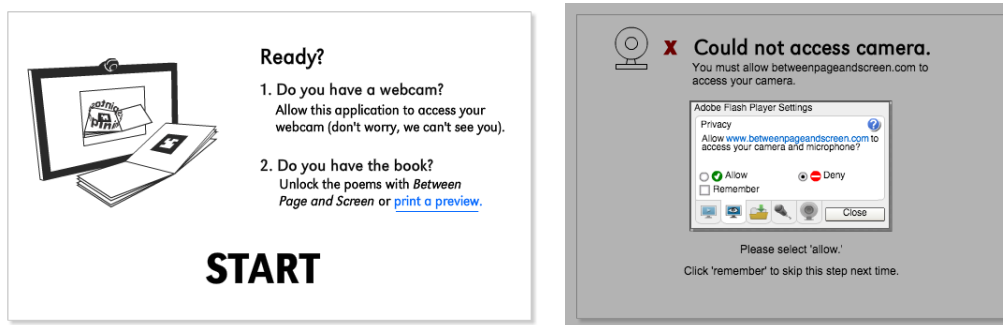 Ready?
1. Do you have a webcam?
Allow this application to access your
webcam (don't worry, we can't see you).
2. Do you have the book?
Unlock the poems with Between
Page and Screen or print a preview.
START
X Could not access camera.
You must allow betweenpageandscreen.com to
access your camera.
Adobe Flash Player Settings
Privacy
Allow www.betweenpageandscreen.com to
access your camera and microphone?
Allow
Deny
Remember
Close
Please select 'allow.'
Click 'remember' to skip this step next time.